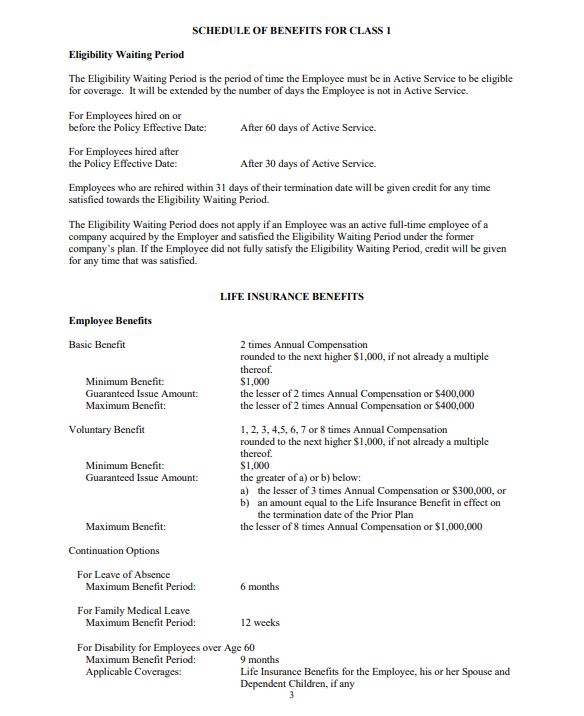 SCHEDULE OF BENEFITS FOR CLASS 1
Eligibility Waiting Period
The Eligibility Waiting Period is the period of time the Employee must be in Active Service to be eligible
for coverage. It will be extended by the number of days the Employee is not in Active Service.
For Employees hired on or
before the Policy Effective Date: After 60 days of Active Service.
For Employees hired after
the Policy Effective Date: After 30 days of Active Service.
Employees who are rehired within 31 days of their termination date will be given credit for any time
satisfied towards the Eligibility Waiting Period.
The Eligibility Waiting Period does not apply if an Employee was an active full-time employee of a
company acquired by the Employer and satisfied the Eligibility Waiting Period under the former
company's plan. If the Employee did not fully satisfy the Eligibility Waiting Period, credit will be given
for any time that was satisfied.
LIFE INSURANCE BENEFITS
Employee Benefits
Basic Benefit 2 times Annual Compensation
rounded to the next higher $1,000, if not already a multiple
thereof.
Minimum Benefit: $1,000
Guaranteed Issue Amount: the lesser of 2 times Annual Compensation or $400,000
Maximum Benefit: the lesser of 2 times Annual Compensation or $400,000
Voluntary Benefit 1, 2, 3, 4,5, 6, 7 or 8 times Annual Compensation
rounded to the next higher $1,000, if not already a multiple
thereof.
Minimum Benefit: $1,000
Guaranteed Issue Amount: the greater of a) or b) below:
a) the lesser of 3 times Annual Compensation or $300,000, or
b) an amount equal to the Life Insurance Benefit in effect on
the termination date of the Prior Plan
Maximum Benefit: the lesser of 8 times Annual Compensation or $1,000,000
Continuation Options
For Leave of Absence
Maximum Benefit Period: 6 months
For Family Medical Leave
Maximum Benefit Period: 12 weeks
For Disability for Employees over Age 60
Maximum Benefit Period: 9 months
Applicable Coverages: Life Insurance Benefits for the Employee, his or her Spouse and
Dependent Children, if any
3